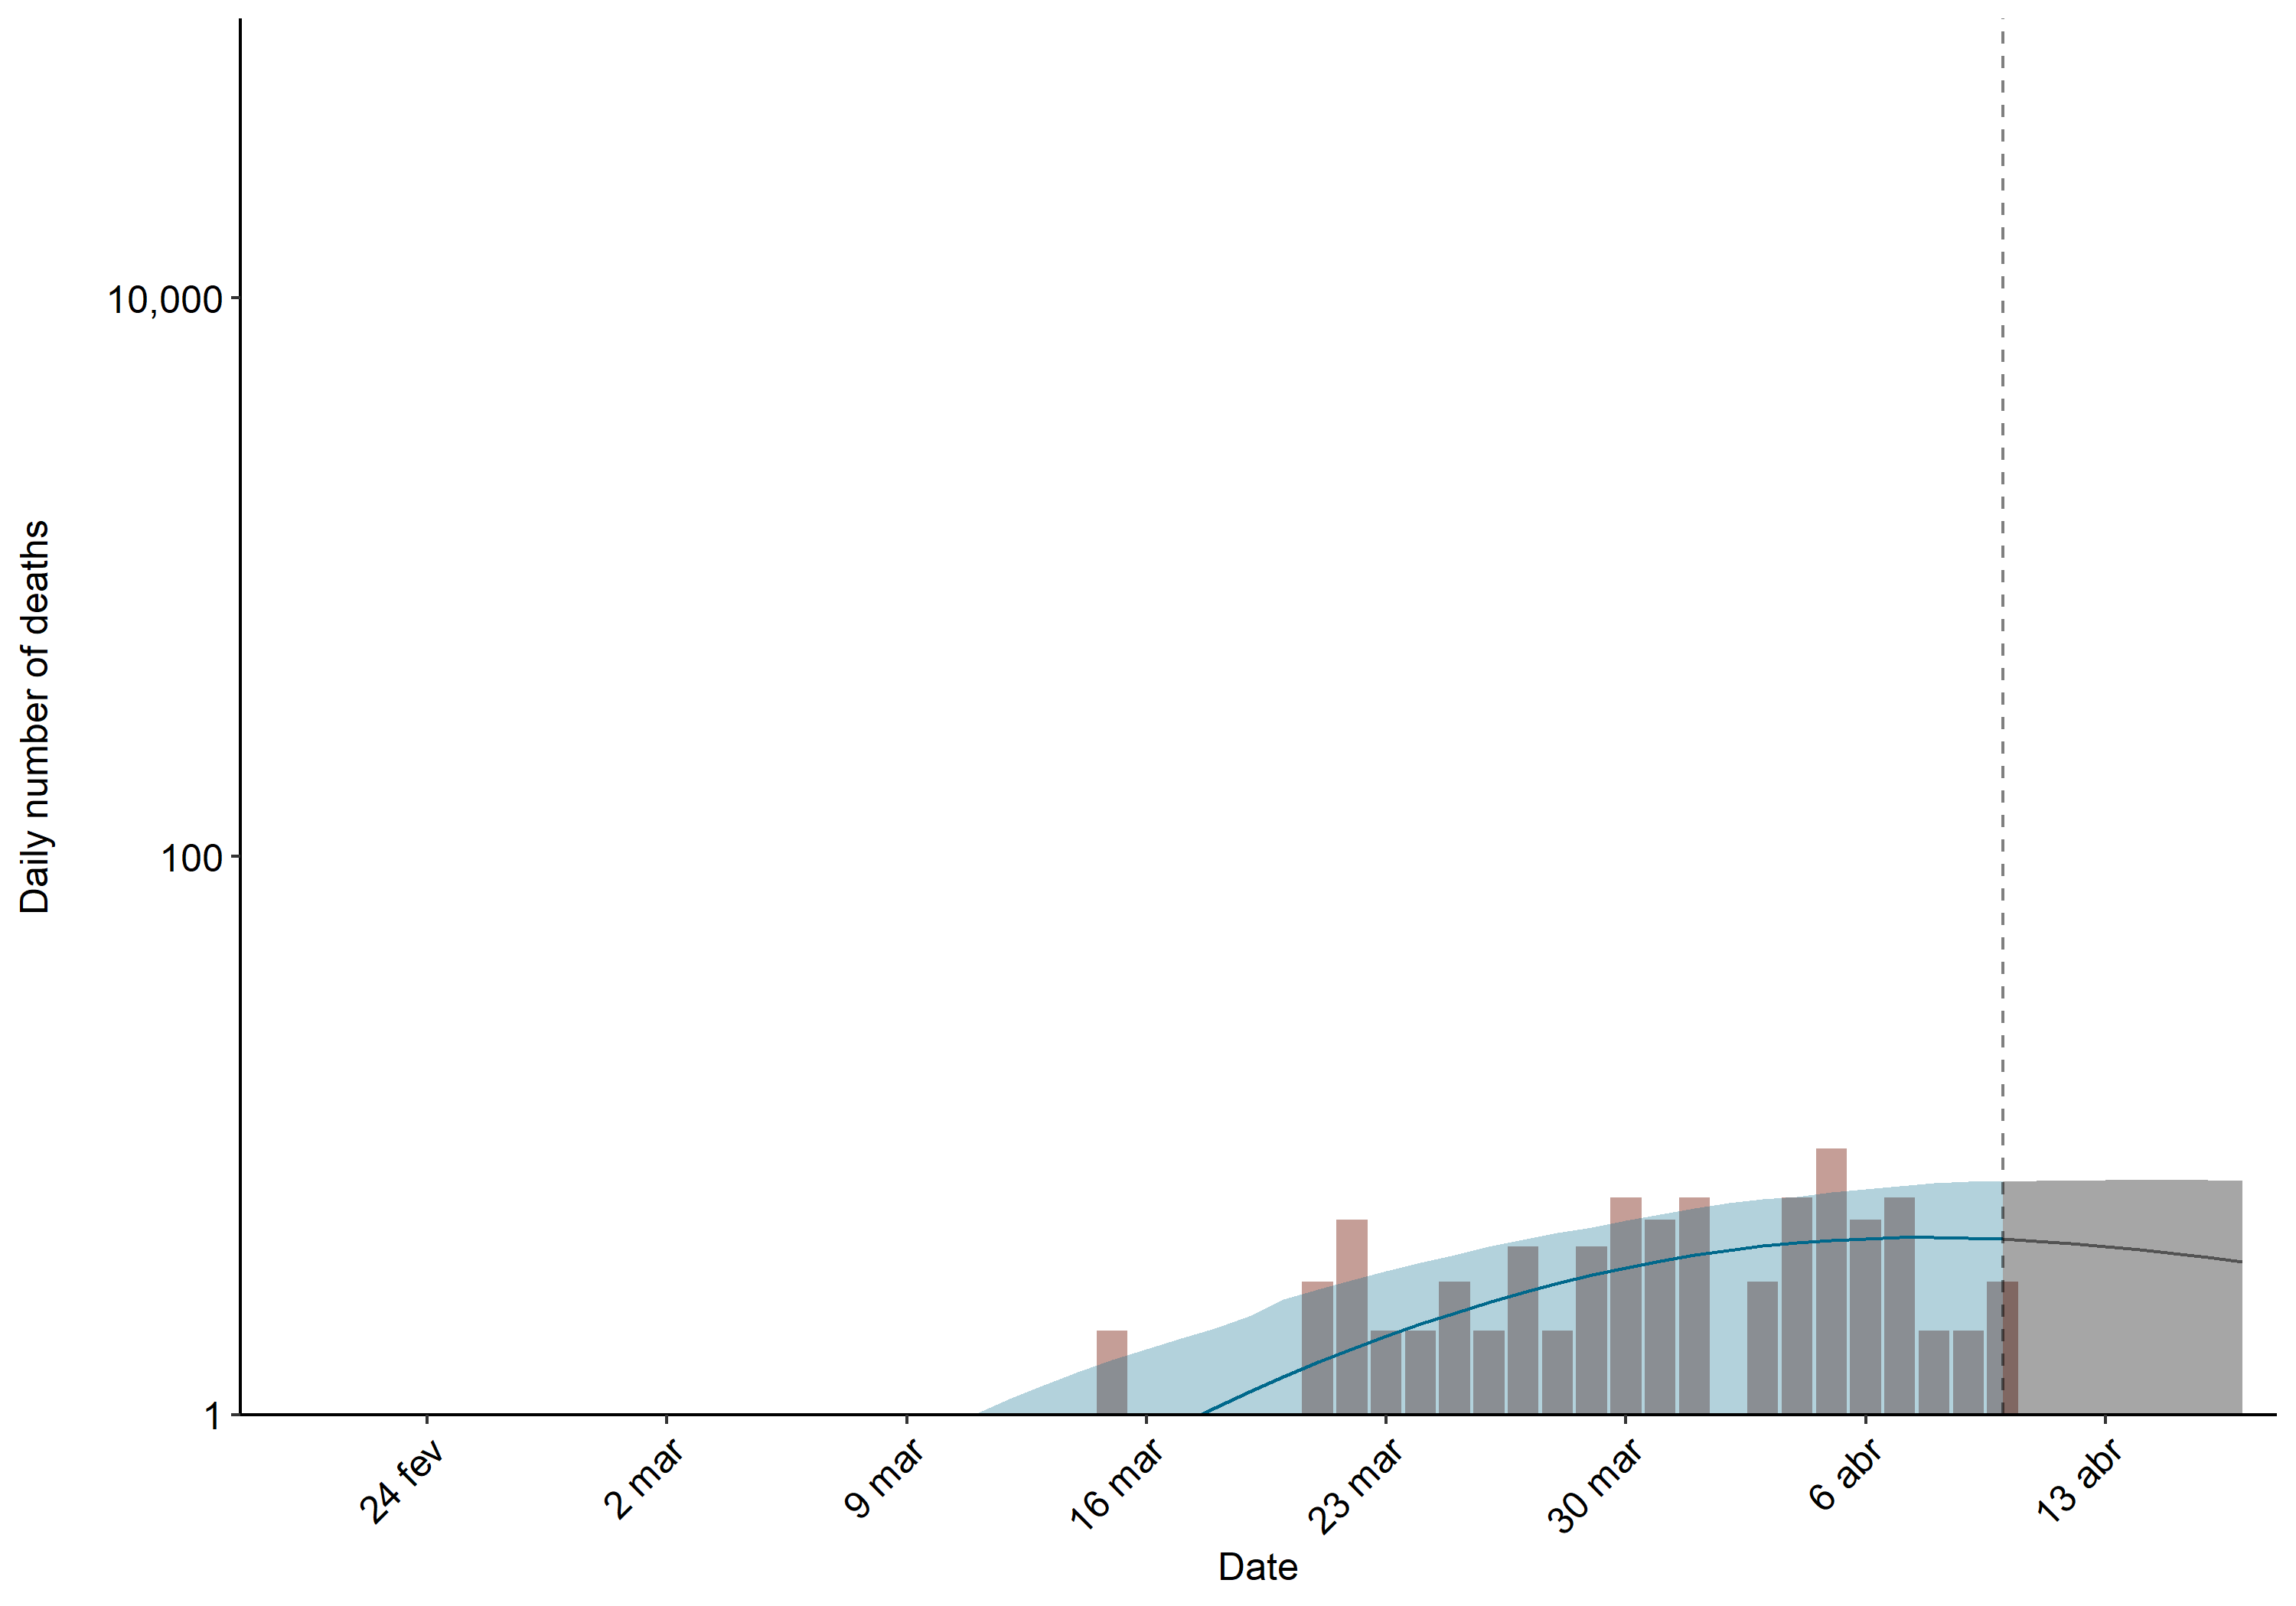 Daily number of deaths
10,000
100
1
24 fev
2 mar
9 mar
16 mar
23 mar
30 mar
6 abr
13 abr
Date